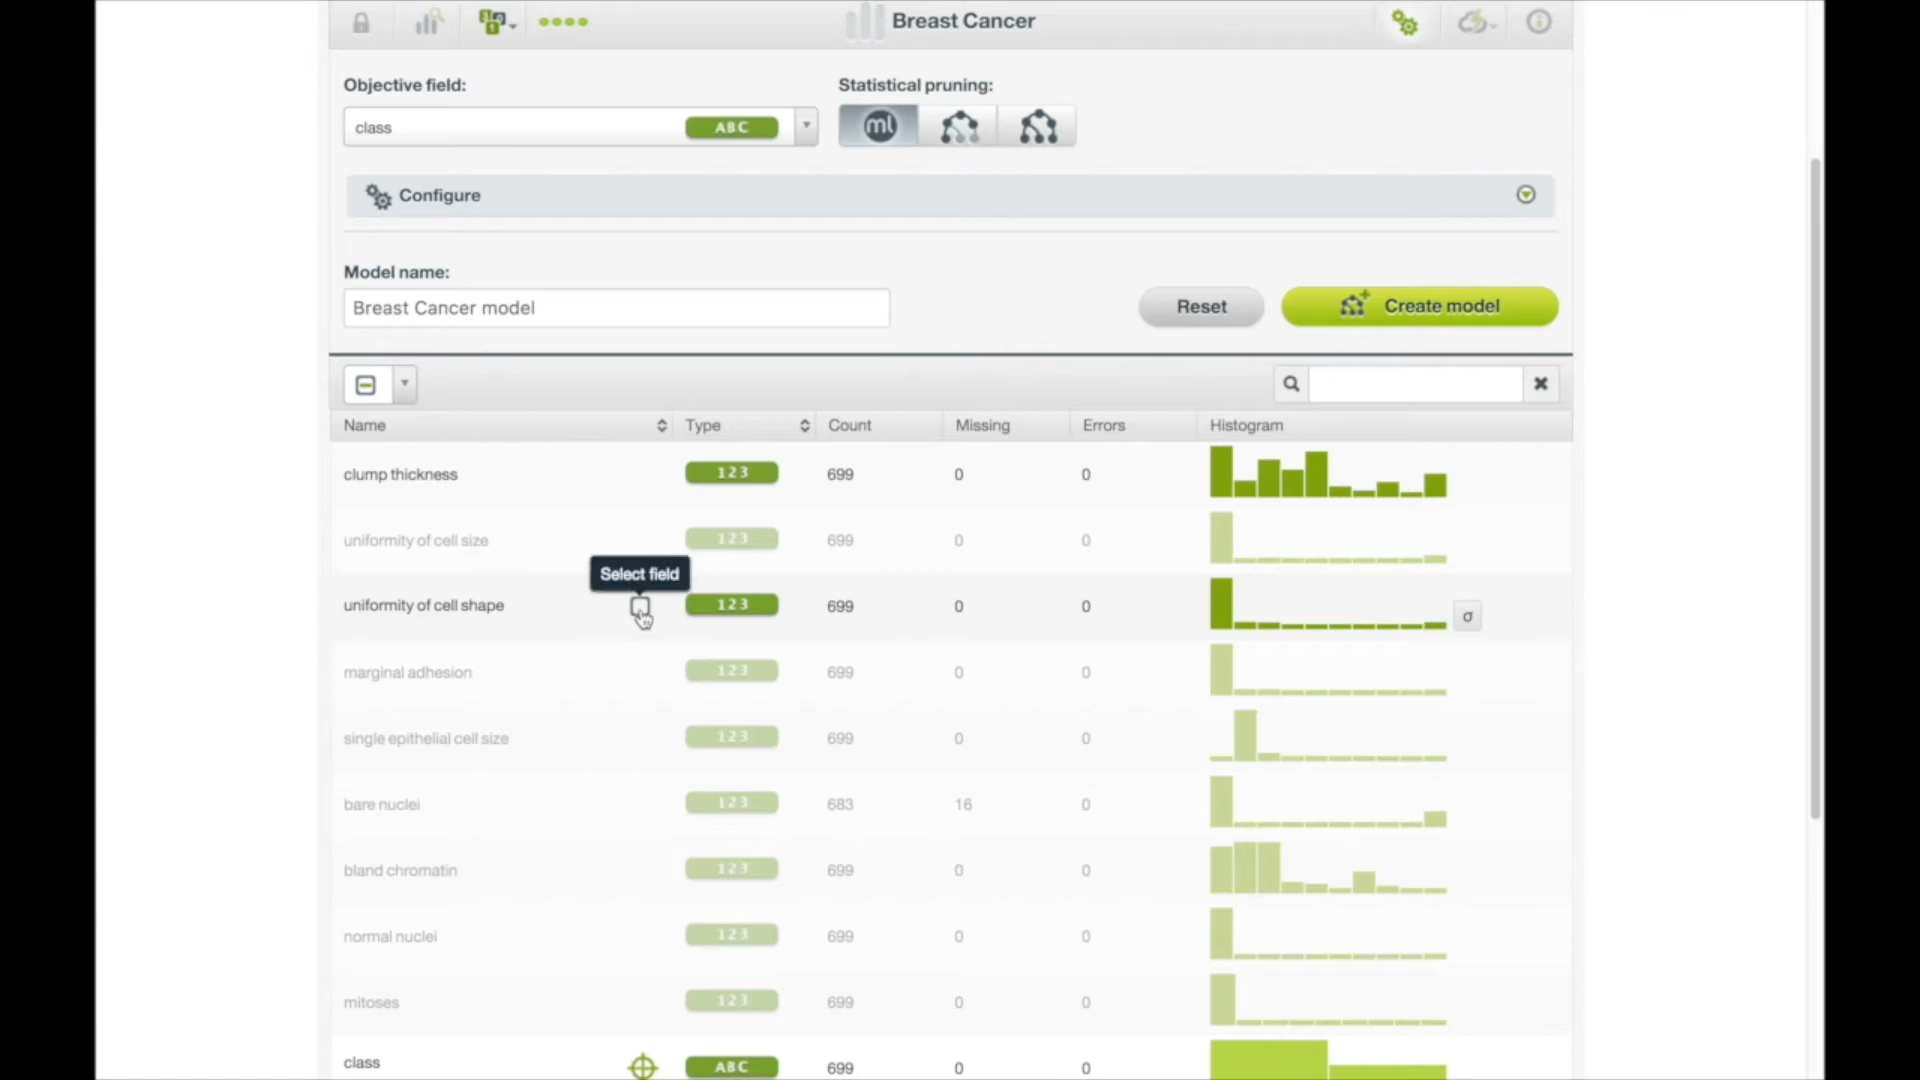 Breast Cancer
Objective field:
Statistical pruning:
class ABC
ml
Configure
Model name:
Breast Cancer model
Reset
Create model
Name Type Count Missing Errors Histogram
clump thickness 123 699 0 0
uniformity of cell size 123 699 0 0
Select field
uniformity of cell shape 123 699 0 0 σ
marginal adhesion 123 699 0 0
single epithelial cell size 123 699 0 0
bare nuclei 123 683 16 0
bland chromatin 123 699 0 0
normal nuclei 123 699 0 0
mitoses 123 699 0 0
class ABC 699 0 0